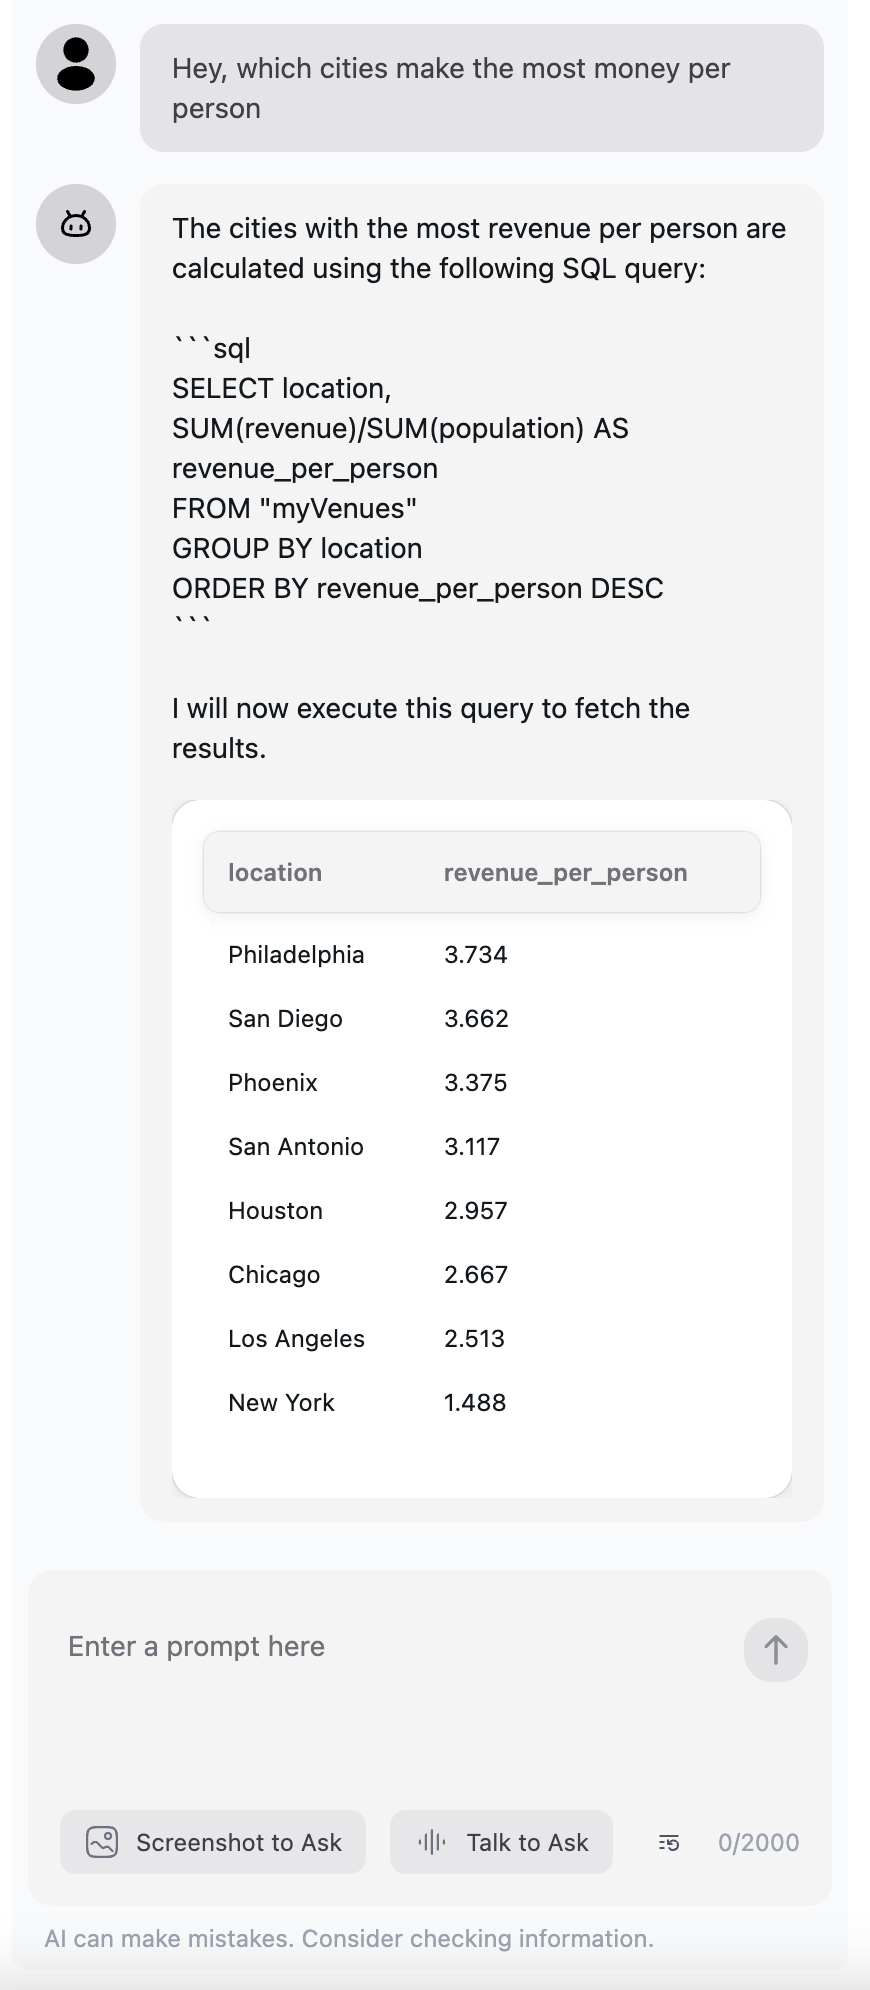 Hey, which cities make the most money per
person
The cities with the most revenue per person are
calculated using the following SQL query:
```sql
SELECT location,
SUM(revenue)/SUM(population) AS
revenue_per_person
FROM "myVenues"
GROUP BY location
ORDER BY revenue_per_person DESC
```
I will now execute this query to fetch the
results.
location revenue_per_person
Philadelphia 3.734
San Diego 3.662
Phoenix 3.375
San Antonio 3.117
Houston 2.957
Chicago 2.667
Los Angeles 2.513
New York 1.488
Enter a prompt here
Screenshot to Ask Talk to Ask 0/2000
AI can make mistakes. Consider checking information.